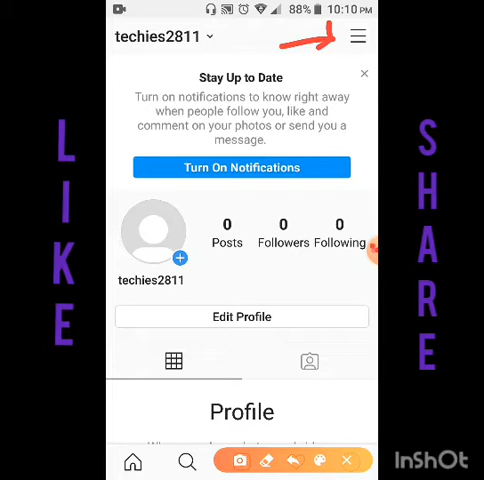 88% 10:10 PM
techies2811
Stay Up to Date
Turn on notifications to know right away
when people follow you, like and
comment on your photos or send you a
message.
Turn On Notifications
0 0 0
Posts Followers Following
techies2811
Edit Profile
Profile
LIKE
SHARE
InShOt